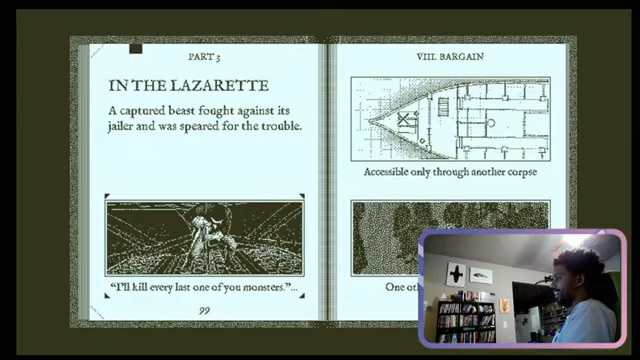 PART 3
IN THE LAZARETTE
A captured beast fought against its
jailer and was speared for the trouble.
"I'll kill every last one of you monsters."...
99
VIII. BARGAIN
Accessible only through another corpse
One